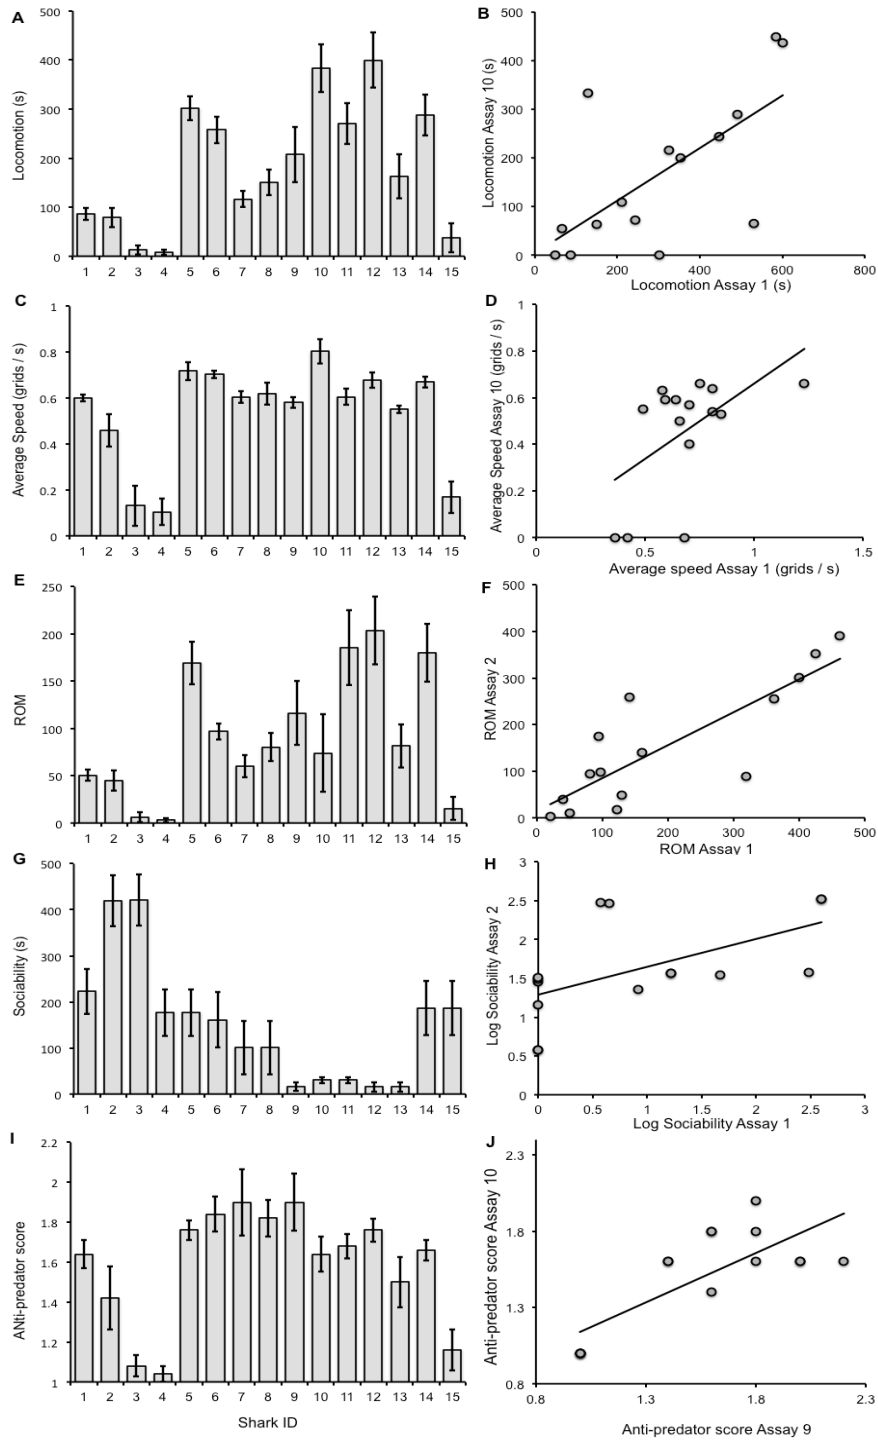 A
500
400
300
200
100
0
Locomotion (s)
1 2 3 4 5 6 7 8 9 10 11 12 13 14 15
B
500
400
300
200
100
0
Locomotion Assay 10 (s)
0 200 400 600 800
Locomotion Assay 1 (s)
C
1
0.8
0.6
0.4
0.2
0
Average Speed (grids / s)
1 2 3 4 5 6 7 8 9 10 11 12 13 14 15
D
1
0.8
0.6
0.4
0.2
0
Average Speed Assay 10 (grids / s)
0 0.5 1 1.5
Average speed Assay 1 (grids / s)
E
250
200
150
100
50
0
ROM
1 2 3 4 5 6 7 8 9 10 11 12 13 14 15
F
500
400
300
200
100
0
ROM Assay 2
0 100 200 300 400 500
ROM Assay 1
G
500
400
300
200
100
0
Sociability (s)
1 2 3 4 5 6 7 8 9 10 11 12 13 14 15
H
3
2.5
2
1.5
1
0.5
0
Log Sociability Assay 2
0 0.5 1 1.5 2 2.5 3
Log Sociability Assay 1
I
2.2
2
1.8
1.6
1.4
1.2
1
ANti-predator score
1 2 3 4 5 6 7 8 9 10 11 12 13 14 15
Shark ID
J
2.3
1.8
1.3
0.8
Anti-predator score Assay 10
0.8 1.3 1.8 2.3
Anti-predator score Assay 9